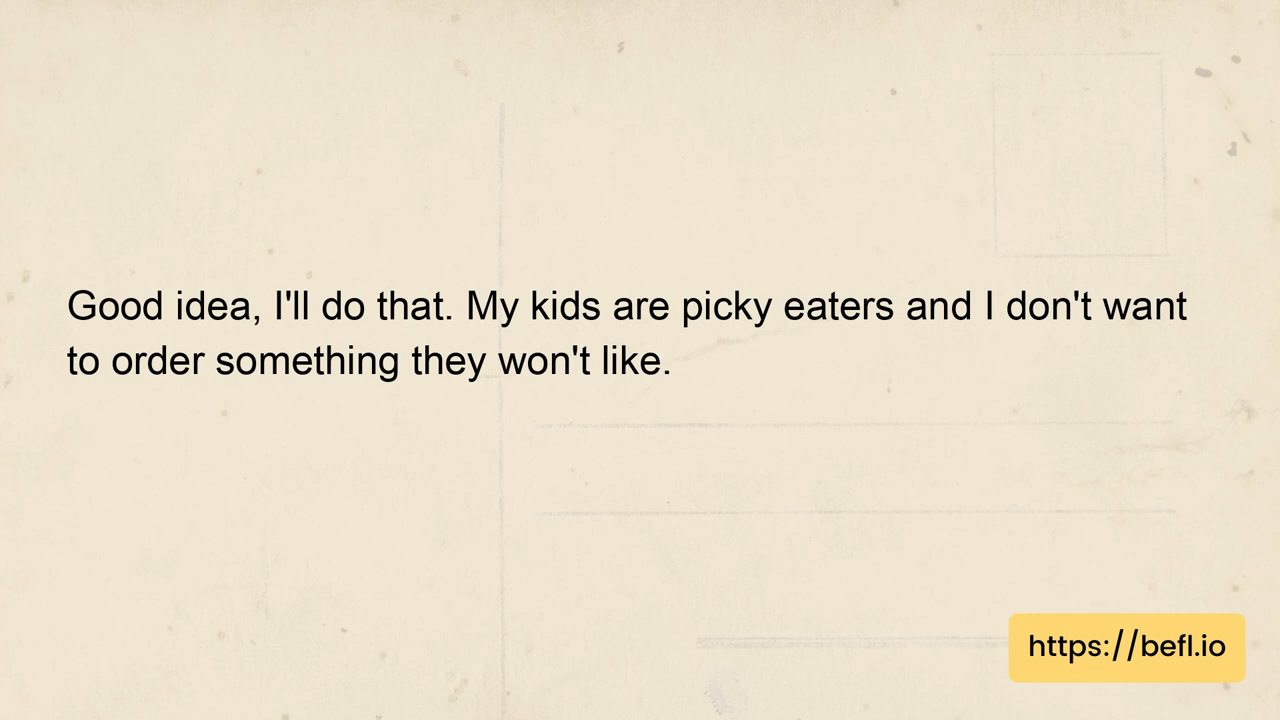 Good idea, I'll do that. My kids are picky eaters and I don't want
to order something they won't like.
https://befl.io